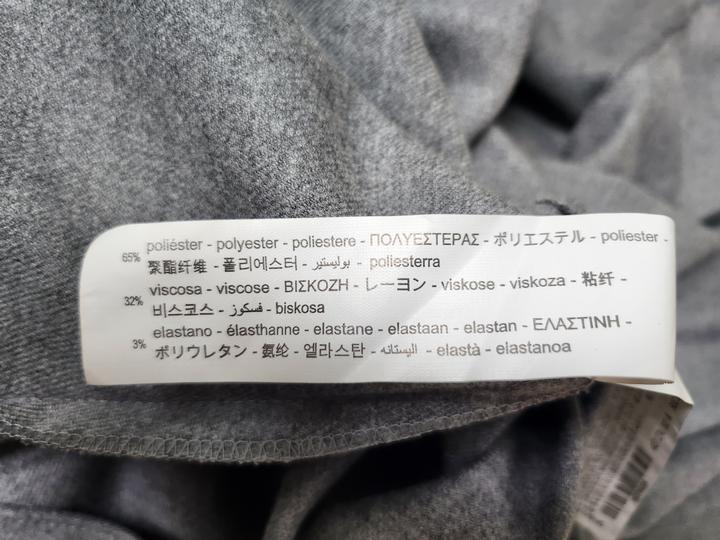 65% poliéster - polyester - poliestere - ΠΟΛΥΕΣΤΕΡΑΣ - ポリエステル - poliester -
聚酯纤维 - 폴리에스터 - بوليستير - poliesterra
32% viscosa - viscose - ΒΙΣΚΟΖΗ - レーヨン - viskose - viskoza - 粘纤 -
비스코스 - فسكوز - biskosa
3% elastano - élasthanne - elastane - elastaan - elastan - ΕΛΑΣΤΙΝΗ -
ポリウレタン - 氨纶 - 엘라스탄 - اليستانه - elastà - elastanoa